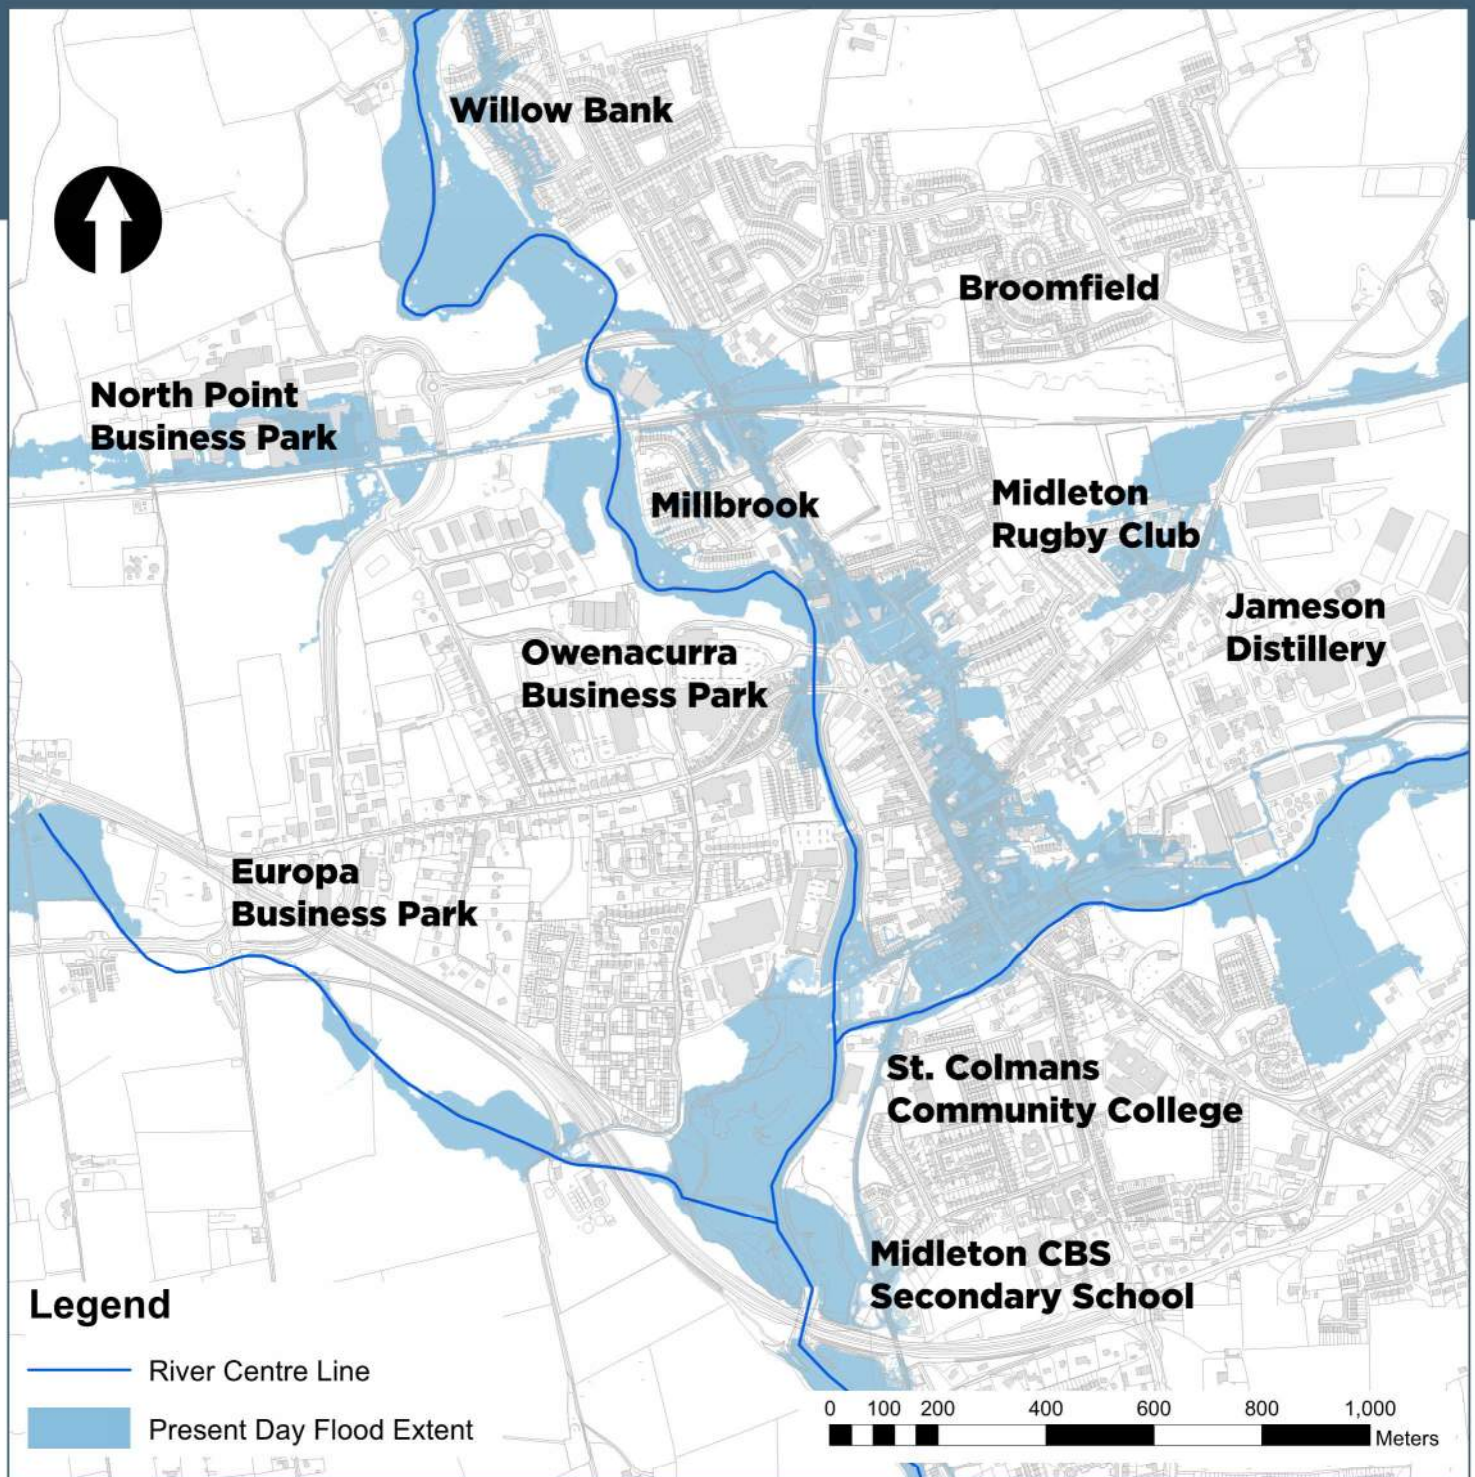 Willow Bank
Broomfield
North Point
Business Park
Millbrook
Midleton
Rugby Club
Jameson
Distillery
Owenacurra
Business Park
Europa
Business Park
St. Colmans
Community College
Midleton CBS
Secondary School
Legend
River Centre Line
Present Day Flood Extent
0 100 200 400 600 800 1,000
Meters